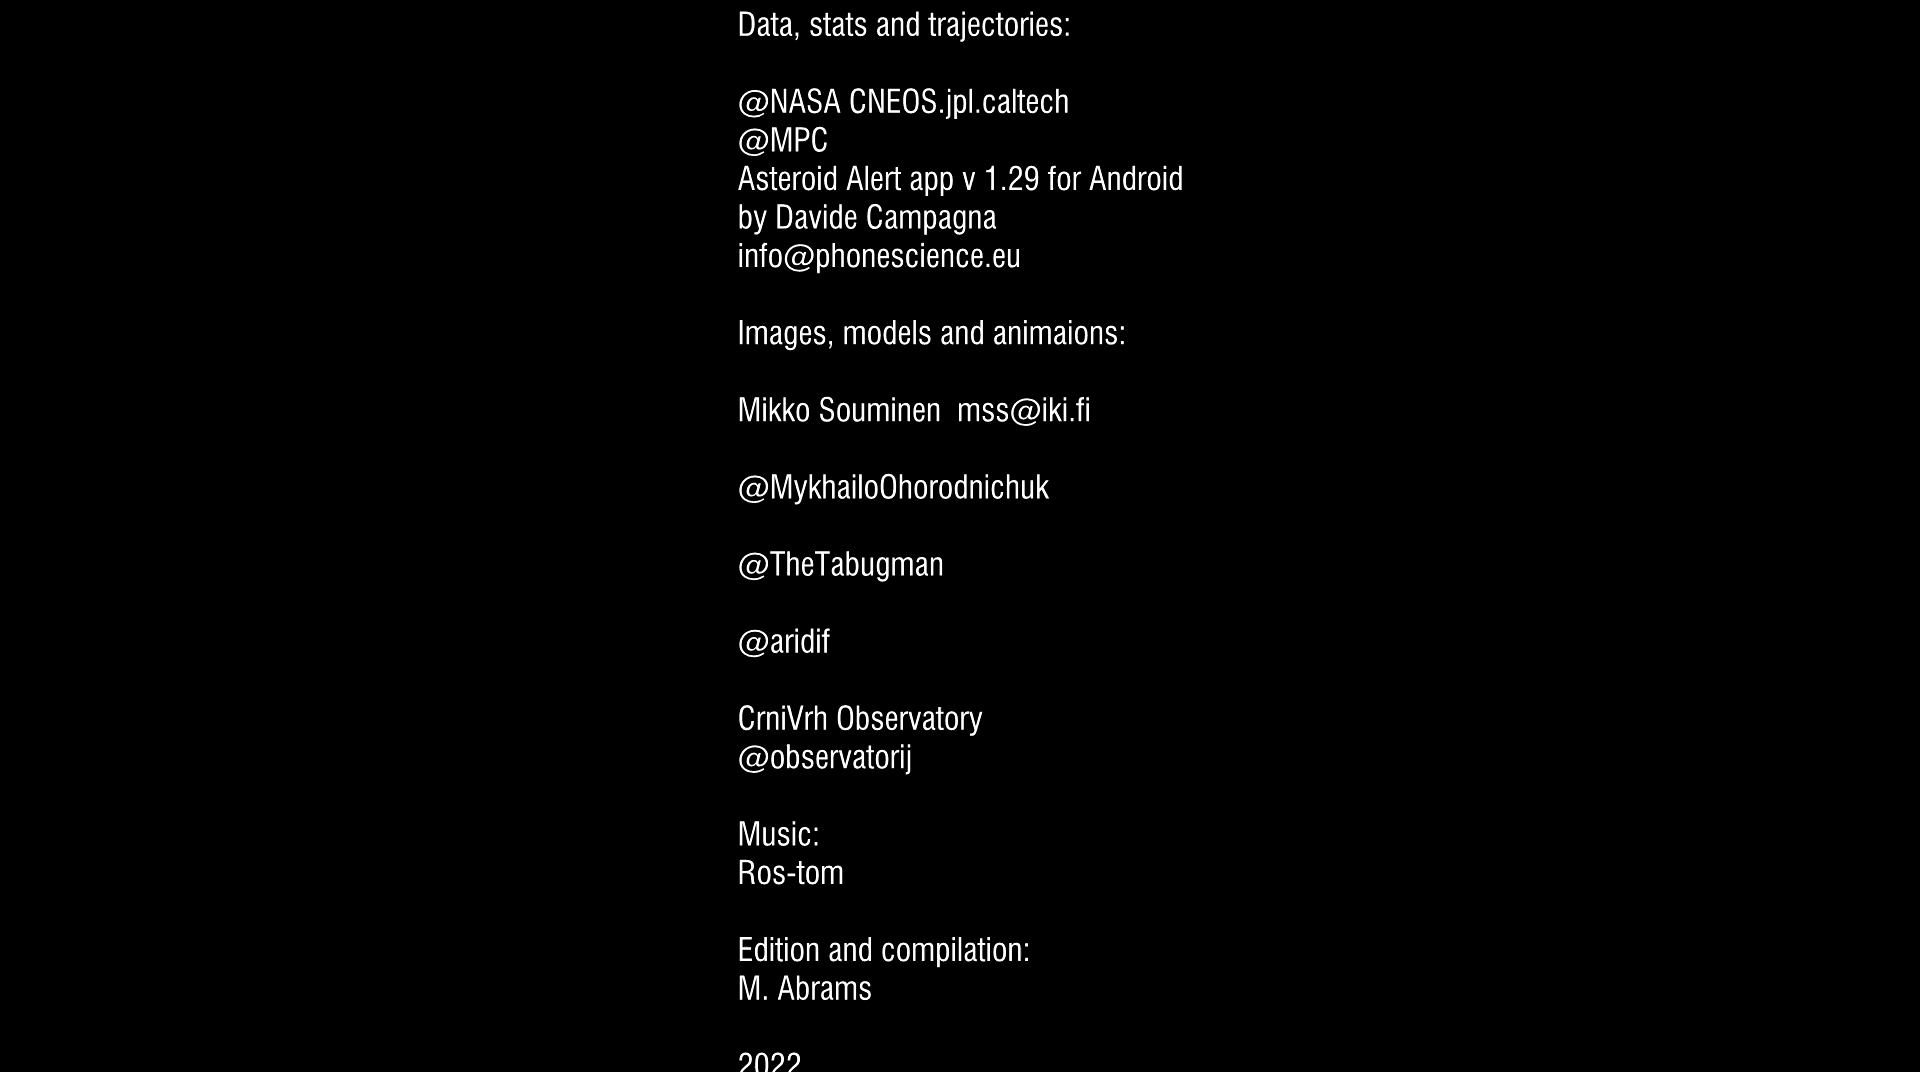 Data, stats and trajectories:
@NASA CNEOS.jpl.caltech
@MPC
Asteroid Alert app v 1.29 for Android
by Davide Campagna
info@phonescience.eu
Images, models and animaions:
Mikko Souminen  mss@iki.fi
@MykhailoOhorodnichuk
@TheTabugman
@aridif
CrniVrh Observatory
@observatorij
Music:
Ros-tom
Edition and compilation:
M. Abrams
2022